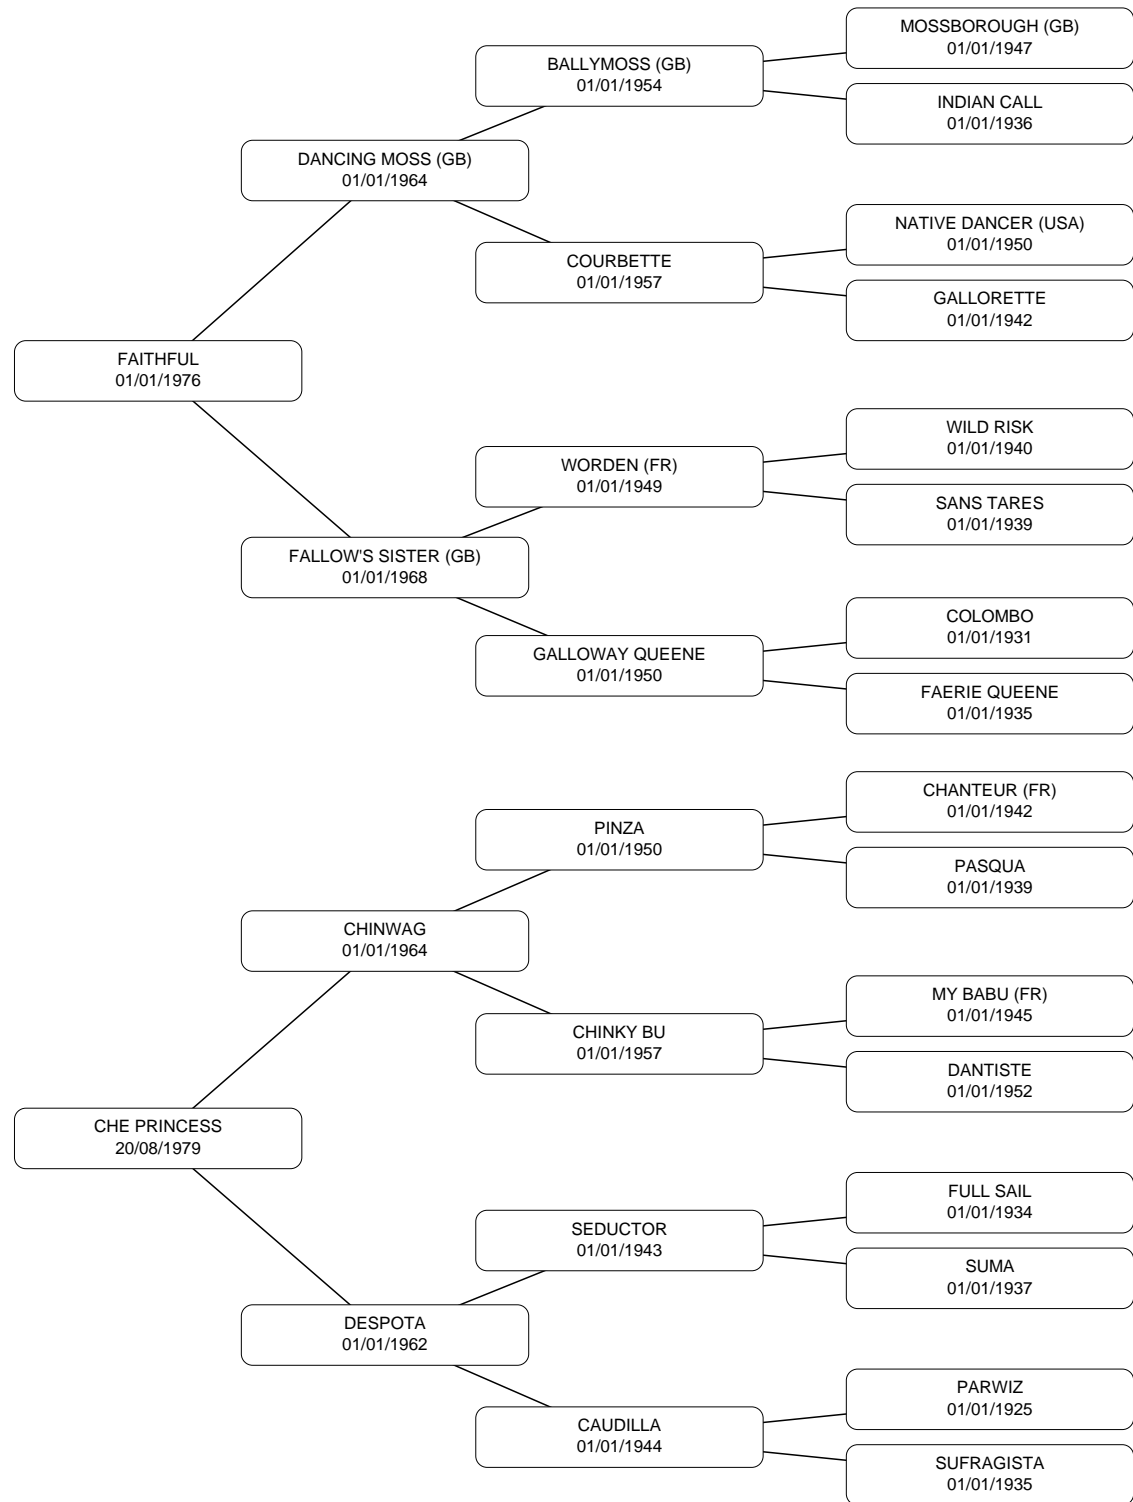 MOSSBOROUGH (GB)
01/01/1947
BALLYMOSS (GB)
01/01/1954
INDIAN CALL
01/01/1936
DANCING MOSS (GB)
01/01/1964
NATIVE DANCER (USA)
01/01/1950
COURBETTE
01/01/1957
GALLORETTE
01/01/1942
FAITHFUL
01/01/1976
WILD RISK
01/01/1940
WORDEN (FR)
01/01/1949
SANS TARES
01/01/1939
FALLOW'S SISTER (GB)
01/01/1968
COLOMBO
01/01/1931
GALLOWAY QUEENE
01/01/1950
FAERIE QUEENE
01/01/1935
CHANTEUR (FR)
01/01/1942
PINZA
01/01/1950
PASQUA
01/01/1939
CHINWAG
01/01/1964
MY BABU (FR)
01/01/1945
CHINKY BU
01/01/1957
DANTISTE
01/01/1952
CHE PRINCESS
20/08/1979
FULL SAIL
01/01/1934
SEDUCTOR
01/01/1943
SUMA
01/01/1937
DESPOTA
01/01/1962
PARWIZ
01/01/1925
CAUDILLA
01/01/1944
SUFRAGISTA
01/01/1935